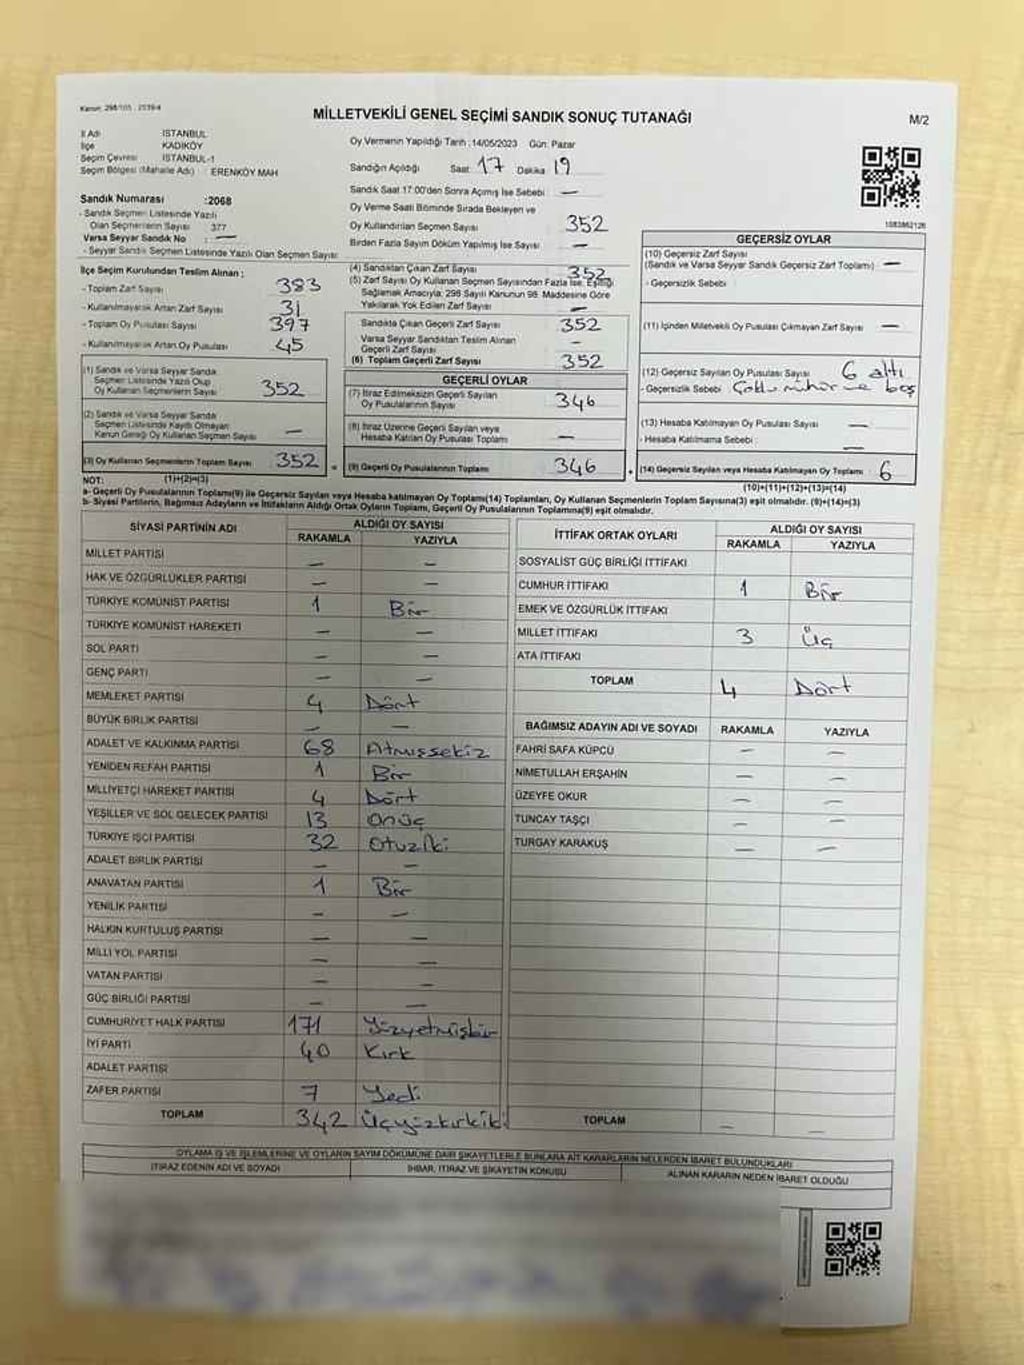 Kanun: 298/105 : 2839/4
MİLLETVEKİLİ GENEL SEÇİMİ SANDIK SONUÇ TUTANAĞI
M/2
İl Adı İSTANBUL
İlçe KADIKÖY
Seçim Çevresi İSTANBUL-1
Seçim Bölgesi (Mahalle Adı) : ERENKÖY MAH
Sandık Numarası :2068
- Sandık Seçmen Listesinde Yazılı
Olan Seçmenlerin Sayısı 377
Varsa Seyyar Sandık No : —
- Seyyar Sandık Seçmen Listesinde Yazılı Olan Seçmen Sayısı:
Oy Vermenin Yapıldığı Tarih :14/05/2023 Gün: Pazar
Sandığın Açıldığı Saat: 17 Dakika 19
Sandık Saat 17:00'den Sonra Açılmış İse Sebebi : —
Oy Verme Saati Bitiminde Sırada Bekleyen ve
Oy Kullandırılan Seçmen Sayısı 352
Birden Fazla Sayım Döküm Yapılmış İse Sayısı : —
1083862126
İlçe Seçim Kurulundan Teslim Alınan ;
- Toplam Zarf Sayısı 383
- Kullanılmayarak Artan Zarf Sayısı 31
- Toplam Oy Pusulası Sayısı 397
- Kullanılmayarak Artan Oy Pusulası 45
(1) Sandık ve Varsa Seyyar Sandık
Seçmen Listesinde Yazılı Olup
Oy Kullanan Seçmenlerin Sayısı 352
(2) Sandık ve Varsa Seyyar Sandık
Seçmen Listesinde Kayıtlı Olmayan
Kanun Gereği Oy Kullanan Seçmen Sayısı —
(3) Oy Kullanan Seçmenlerin Toplam Sayısı 352 =
(4) Sandıktan Çıkan Zarf Sayısı 352
(5) Zarf Sayısı Oy Kullanan Seçmen Sayısından Fazla İse, Eşitliği
Sağlamak Amacıyla; 298 Sayılı Kanunun 98. Maddesine Göre
Yakılarak Yok Edilen Zarf Sayısı —
Sandıkta Çıkan Geçerli Zarf Sayısı 352
Varsa Seyyar Sandıktan Teslim Alınan
Geçerli Zarf Sayısı —
(6) Toplam Geçerli Zarf Sayısı 352
GEÇERLİ OYLAR
(7) İtiraz Edilmeksizin Geçerli Sayılan
Oy Pusulalarının Sayısı 346
(8) İtiraz Üzerine Geçerli Sayılan veya
Hesaba Katılan Oy Pusulası Toplamı —
(9) Geçerli Oy Pusulalarının Toplamı 346 +
GEÇERSİZ OYLAR
(10) Geçersiz Zarf Sayısı
(Sandık ve Varsa Seyyar Sandık Geçersiz Zarf Toplamı) —
- Geçersizlik Sebebi :
(11) İçinden Milletvekili Oy Pusulası Çıkmayan Zarf Sayısı —
(12) Geçersiz Sayılan Oy Pusulası Sayısı 6 altı
- Geçersizlik Sebebi : Çoklu mühür ve boş
(13) Hesaba Katılmayan Oy Pusulası Sayısı —
- Hesaba Katılmama Sebebi : —
(14) Geçersiz Sayılan veya Hesaba Katılmayan Oy Toplamı : 6
NOT: (1)+(2)=(3) (10)+(11)+(12)+(13)=(14)
a- Geçerli Oy Pusulalarının Toplamı(9) ile Geçersiz Sayılan veya Hesaba katılmayan Oy Toplamı(14) Toplamları, Oy Kullanan Seçmenlerin Toplam Sayısına(3) eşit olmalıdır. (9)+(14)=(3)
b- Siyasi Partilerin, Bağımsız Adayların ve İttifakların Aldığı Ortak Oyların Toplamı, Geçerli Oy Pusulalarının Toplamına(9) eşit olmalıdır.
SİYASİ PARTİNİN ADI ALDIĞI OY SAYISI
RAKAMLA YAZIYLA
MİLLET PARTİSİ — —
HAK VE ÖZGÜRLÜKLER PARTİSİ — —
TÜRKİYE KOMÜNİST PARTİSİ 1 Bir
TÜRKİYE KOMÜNİST HAREKETİ — —
SOL PARTİ — —
GENÇ PARTİ — —
MEMLEKET PARTİSİ 4 Dört
BÜYÜK BİRLİK PARTİSİ — —
ADALET VE KALKINMA PARTİSİ 68 Atmışsekiz
YENİDEN REFAH PARTİSİ 1 Bir
MİLLİYETÇİ HAREKET PARTİSİ 4 Dört
YEŞİLLER VE SOL GELECEK PARTİSİ 13 Onüç
TÜRKİYE İŞÇİ PARTİSİ 32 Otuziki
ADALET BİRLİK PARTİSİ — —
ANAVATAN PARTİSİ 1 Bir
YENİLİK PARTİSİ — —
HALKIN KURTULUŞ PARTİSİ — —
MİLLİ YOL PARTİSİ — —
VATAN PARTİSİ — —
GÜÇ BİRLİĞİ PARTİSİ — —
CUMHURİYET HALK PARTİSİ 171 Yüzyetmişbir
İYİ PARTİ 40 Kırk
ADALET PARTİSİ
ZAFER PARTİSİ 7 Yedi
TOPLAM 342 Üçyüzkırkiki
İTTİFAK ORTAK OYLARI ALDIĞI OY SAYISI
RAKAMLA YAZIYLA
SOSYALİST GÜÇ BİRLİĞİ İTTİFAKI
CUMHUR İTTİFAKI 1 Bir
EMEK VE ÖZGÜRLÜK İTTİFAKI
MİLLET İTTİFAKI 3 Üç
ATA İTTİFAKI
TOPLAM 4 Dört
BAĞIMSIZ ADAYIN ADI VE SOYADI RAKAMLA YAZIYLA
FAHRİ SAFA KÜPCÜ — —
NİMETULLAH ERŞAHİN — —
ÜZEYFE OKUR — —
TUNCAY TAŞÇI — —
TURGAY KARAKUŞ — —
TOPLAM — —
OYLAMA İŞ VE İŞLEMLERİNE VE OYLARIN SAYIM DÖKÜMÜNE DAİR ŞİKAYETLERLE BUNLARA AİT KARARLARIN NELERDEN İBARET BULUNDUKLARI
İTİRAZ EDENİN ADI VE SOYADI İHBAR, İTİRAZ VE ŞİKAYETİN KONUSU ALINAN KARARIN NEDEN İBARET OLDUĞU